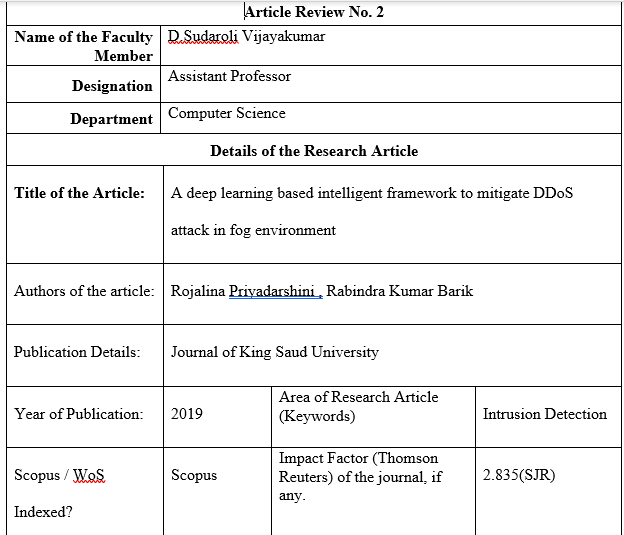 Article Review No. 2
Name of the Faculty Member
D.Sudaroli Vijayakumar
Designation
Assistant Professor
Department
Computer Science
Details of the Research Article
Title of the Article:
A deep learning based intelligent framework to mitigate DDoS
attack in fog environment
Authors of the article:
Rojalina Priyadarshini , Rabindra Kumar Barik
Publication Details:
Journal of King Saud University
Year of Publication:
2019
Area of Research Article
(Keywords)
Intrusion Detection
Scopus / WoS
Indexed?
Scopus
Impact Factor (Thomson
Reuters) of the journal, if
any.
2.835(SJR)